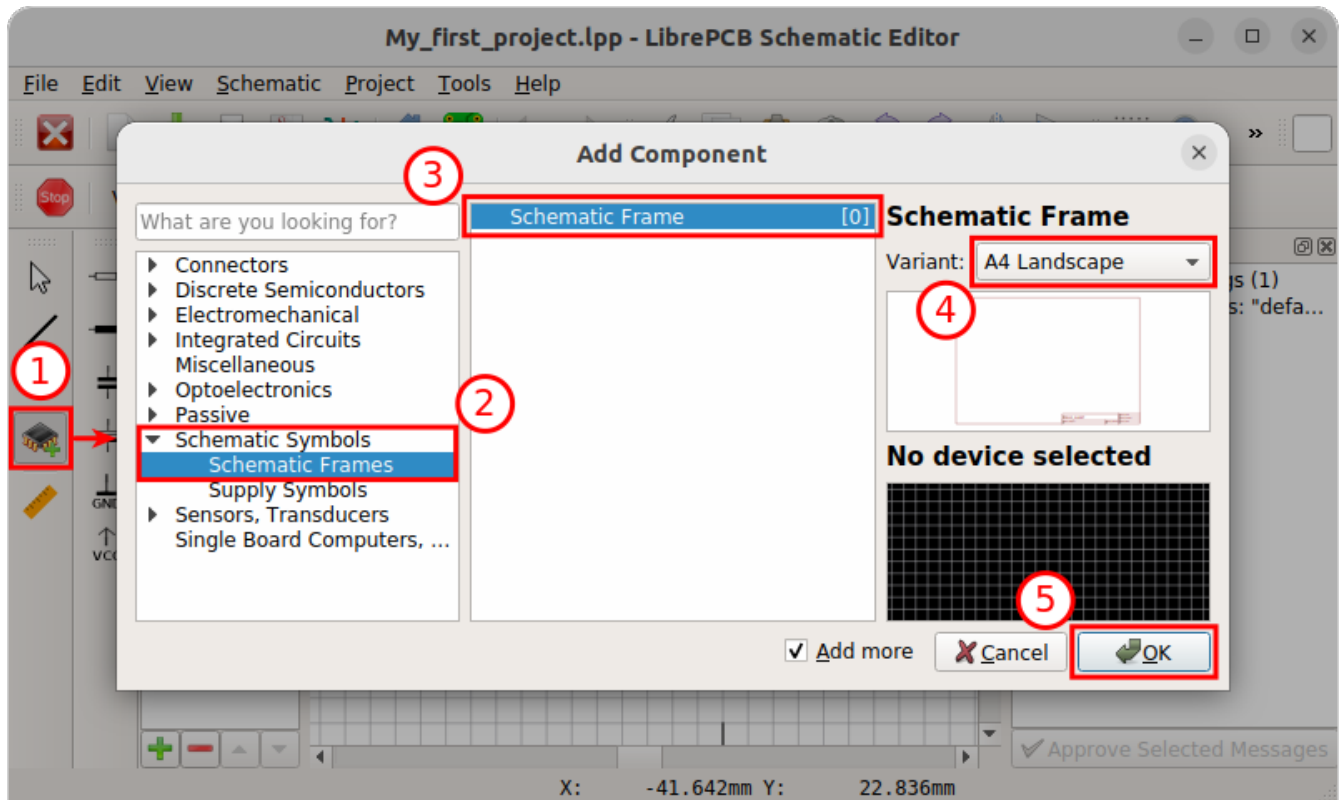 My_first_project.lpp - LibrePCB Schematic Editor
File Edit View Schematic Project Tools Help
»
Stop
Add Component
3
What are you looking for?
Schematic Frame [0]
Schematic Frame
Variant: A4 Landscape
4
Connectors
Discrete Semiconductors
Electromechanical
Integrated Circuits
Miscellaneous
Optoelectronics
Passive
Schematic Symbols
Schematic Frames
Supply Symbols
Sensors, Transducers
Single Board Computers, ...
1
2
GND
No device selected
5
Add more
Cancel
OK
gs (1)
s: "defa...
Approve Selected Messages
X: -41.642mm Y: 22.836mm